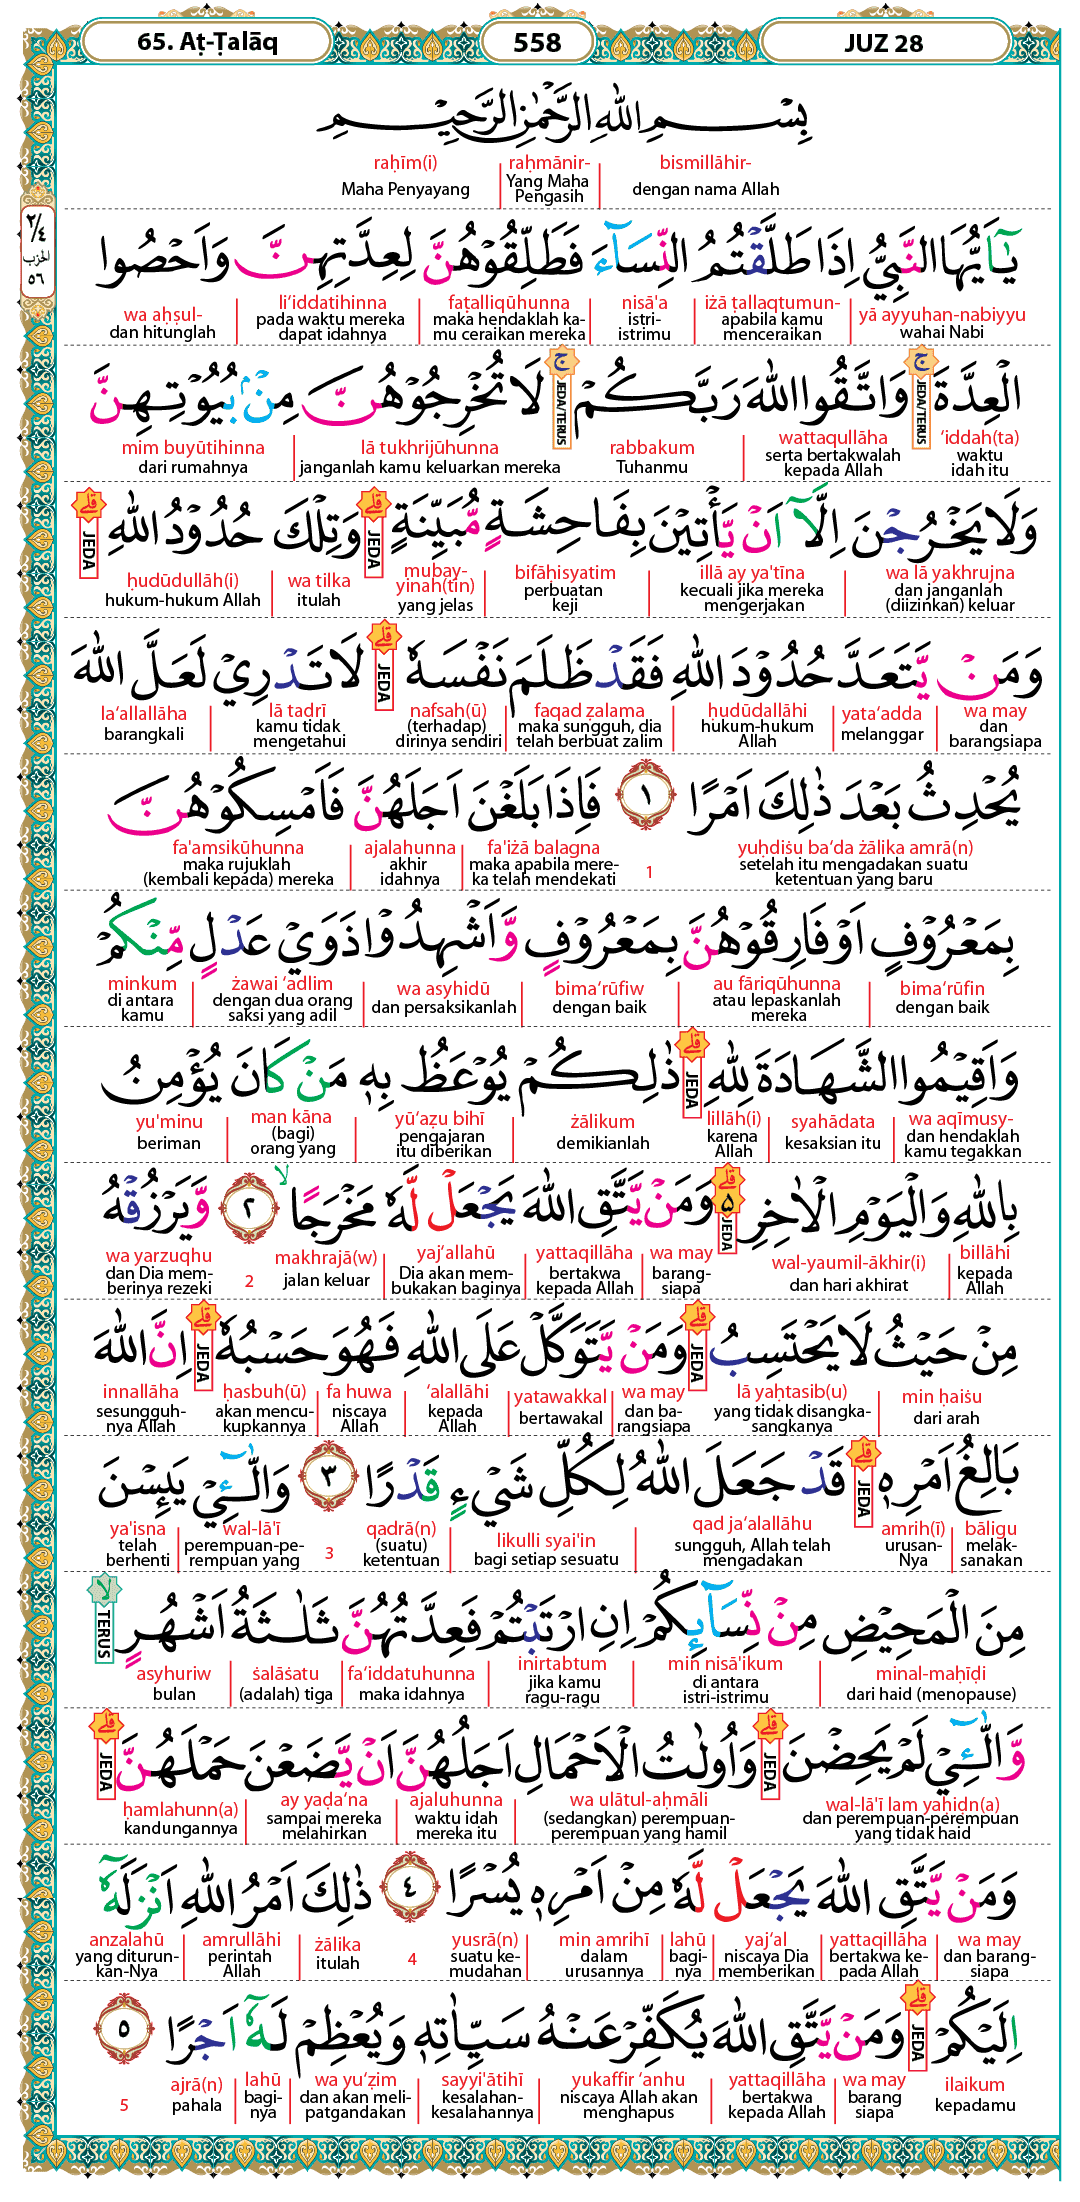 65. Aṭ-Ṭalāq
558
JUZ 28
٢/٤ الحزب ٥٦
بِسْمِ اللّٰهِ الرَّحْمٰنِ الرَّحِيْمِ
bismillāhir- raḥmānir- raḥīm(i)
dengan nama Allah Yang Maha Pengasih Maha Penyayang
يٰٓاَيُّهَا النَّبِيُّ اِذَا طَلَّقْتُمُ النِّسَاۤءَ فَطَلِّقُوْهُنَّ لِعِدَّتِهِنَّ وَاَحْصُوا
yā ayyuhan-nabiyyu iżā ṭallaqtumun- nisā'a faṭalliqūhunna li‘iddatihinna wa aḥṣul-
wahai Nabi apabila kamu menceraikan istri-istrimu maka hendaklah kamu ceraikan mereka pada waktu mereka dapat idahnya dan hitunglah
الْعِدَّةَ ۚ JEDA/TERUS وَاتَّقُوا اللّٰهَ رَبَّكُمْ ۚ JEDA/TERUS لَا تُخْرِجُوْهُنَّ مِنْۢ بُيُوْتِهِنَّ
‘iddah(ta) wattaqullāha rabbakum lā tukhrijūhunna mim buyūtihinna
waktu idah itu serta bertakwalah kepada Allah Tuhanmu janganlah kamu keluarkan mereka dari rumahnya
وَلَا يَخْرُجْنَ اِلَّآ اَنْ يَّأْتِيْنَ بِفَاحِشَةٍ مُّبَيِّنَةٍ ۗ JEDA وَتِلْكَ حُدُوْدُ اللّٰهِ ۗ JEDA
wa lā yakhrujna illā ay ya'tīna bifāhisyatim mubayyinah(tin) wa tilka ḥudūdullāh(i)
dan janganlah (diizinkan) keluar kecuali jika mereka mengerjakan perbuatan keji yang jelas itulah hukum-hukum Allah
وَمَنْ يَّتَعَدَّ حُدُوْدَ اللّٰهِ فَقَدْ ظَلَمَ نَفْسَهٗ ۗ JEDA لَا تَدْرِيْ لَعَلَّ اللّٰهَ
wa may yata‘adda ḥudūdallāhi faqad ẓalama nafsah(ū) lā tadrī la‘allallāha
dan barangsiapa melanggar hukum-hukum Allah maka sungguh, dia telah berbuat zalim (terhadap) dirinya sendiri kamu tidak mengetahui barangkali
يُحْدِثُ بَعْدَ ذٰلِكَ اَمْرًا ١ فَاِذَا بَلَغْنَ اَجَلَهُنَّ فَاَمْسِكُوْهُنَّ
yuḥdiṡu ba‘da żālika amrā(n) 1 fa'iżā balagna ajalahunna fa'amsikūhunna
setelah itu mengadakan suatu ketentuan yang baru maka apabila mereka telah mendekati akhir idahnya maka rujuklah (kembali kepada) mereka
بِمَعْرُوْفٍ اَوْ فَارِقُوْهُنَّ بِمَعْرُوْفٍ وَّاَشْهِدُوْا ذَوَيْ عَدْلٍ مِّنْكُمْ
bima‘rūfin au fāriqūhunna bima‘rūfiw wa asyhidū żawai ‘adlim minkum
dengan baik atau lepaskanlah mereka dengan baik dan persaksikanlah dengan dua orang saksi yang adil di antara kamu
وَاَقِيْمُوا الشَّهَادَةَ لِلّٰهِ ۗ JEDA ذٰلِكُمْ يُوْعَظُ بِهٖ مَنْ كَانَ يُؤْمِنُ
wa aqīmusy- syahādata lillāh(i) żālikum yū‘aẓu bihī man kāna yu'minu
dan hendaklah kamu tegakkan kesaksian itu karena Allah demikianlah pengajaran itu diberikan (bagi) orang yang beriman
بِاللّٰهِ وَالْيَوْمِ الْاٰخِرِ ۗ ۵ JEDA وَمَنْ يَّتَّقِ اللّٰهَ يَجْعَلْ لَّهٗ مَخْرَجًا ۙ ٢ وَّيَرْزُقْهُ
billāhi wal-yaumil-ākhir(i) wa may yattaqillāha yaj‘allahū makhrajā(w) 2 wa yarzuqhu
kepada Allah dan hari akhirat barangsiapa bertakwa kepada Allah Dia akan membukakan baginya jalan keluar dan Dia memberinya rezeki
مِنْ حَيْثُ لَا يَحْتَسِبُ ۗ JEDA وَمَنْ يَّتَوَكَّلْ عَلَى اللّٰهِ فَهُوَ حَسْبُهٗ ۗ JEDA اِنَّ اللّٰهَ
min ḥaiṡu lā yaḥtasib(u) wa may yatawakkal ‘alallāhi fa huwa ḥasbuh(ū) innallāha
dari arah yang tidak disangkasangkanya dan barangsiapa bertawakal kepada Allah niscaya Allah akan mencukupkannya sesungguhnya Allah
بَالِغُ اَمْرِهٖ ۗ JEDA قَدْ جَعَلَ اللّٰهُ لِكُلِّ شَيْءٍ قَدْرًا ٣ وَالّٰۤـِٔيْ يَىِٕسْنَ
bāligu amrih(ī) qad ja‘alallāhu likulli syai'in qadrā(n) 3 wal-lā'ī ya'isna
melaksanakan urusan-Nya sungguh, Allah telah mengadakan bagi setiap sesuatu (suatu) ketentuan perempuan-perempuan yang telah berhenti
مِنَ الْمَحِيْضِ مِنْ نِّسَاۤىِٕكُمْ اِنِ ارْتَبْتُمْ فَعِدَّتُهُنَّ ثَلٰثَةُ اَشْهُرٍ ۙ TERUS
minal-maḥīḍi min nisā'ikum inirtabtum fa‘iddatuhunna ṡalāṡatu asyhuriw
dari haid (menopause) di antara istri-istrimu jika kamu ragu-ragu maka idahnya (adalah) tiga bulan
وَّالّٰۤـِٔيْ لَمْ يَحِضْنَ ۗ JEDA وَاُولٰتُ الْاَحْمَالِ اَجَلُهُنَّ اَنْ يَّضَعْنَ حَمْلَهُنَّ ۗ JEDA
wal-lā'ī lam yaḥiḍn(a) wa ulātul-aḥmāli ajaluhunna ay yaḍa‘na ḥamlahunn(a)
dan perempuan-perempuan yang tidak haid (sedangkan) perempuan-perempuan yang hamil waktu idah mereka itu sampai mereka melahirkan kandungannya
وَمَنْ يَّتَّقِ اللّٰهَ يَجْعَلْ لَّهٗ مِنْ اَمْرِهٖ يُسْرًا ٤ ذٰلِكَ اَمْرُ اللّٰهِ اَنْزَلَهٗٓ
wa may yattaqillāha yaj‘al lahū min amrihī yusrā(n) 4 żālika amrullāhi anzalahū
dan barangsiapa bertakwa kepada Allah niscaya Dia memberikan baginya dalam urusannya suatu kemudahan itulah perintah Allah yang diturunkan-Nya
اِلَيْكُمْ ۗ JEDA وَمَنْ يَّتَّقِ اللّٰهَ يُكَفِّرْ عَنْهُ سَيِّاٰتِهٖ وَيُعْظِمْ لَهٗٓ اَجْرًا ٥
ilaikum wa may yattaqillāha yukaffir ‘anhu sayyi'ātihī wa yu‘ẓim lahū ajrā(n) 5
kepadamu barang siapa bertakwa kepada Allah niscaya Allah akan menghapus kesalahan-kesalahannya dan akan melipatgandakan baginya pahala